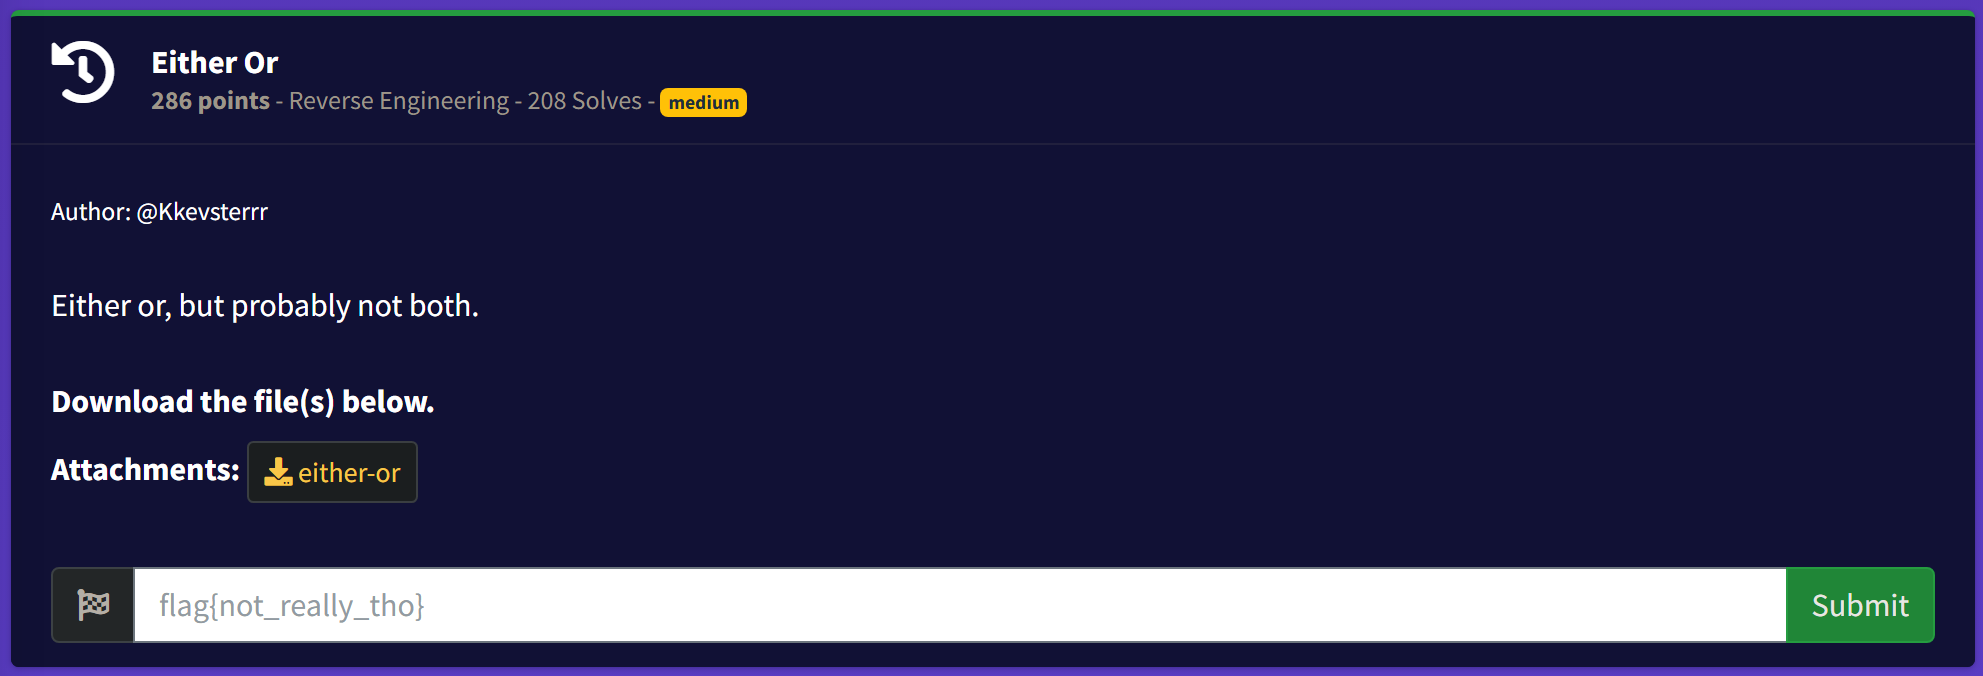 Either Or
286 points - Reverse Engineering - 208 Solves - medium
Author: @Kkevsterrr
Either or, but probably not both.
Download the file(s) below.
Attachments: either-or
flag{not_really_tho}
Submit